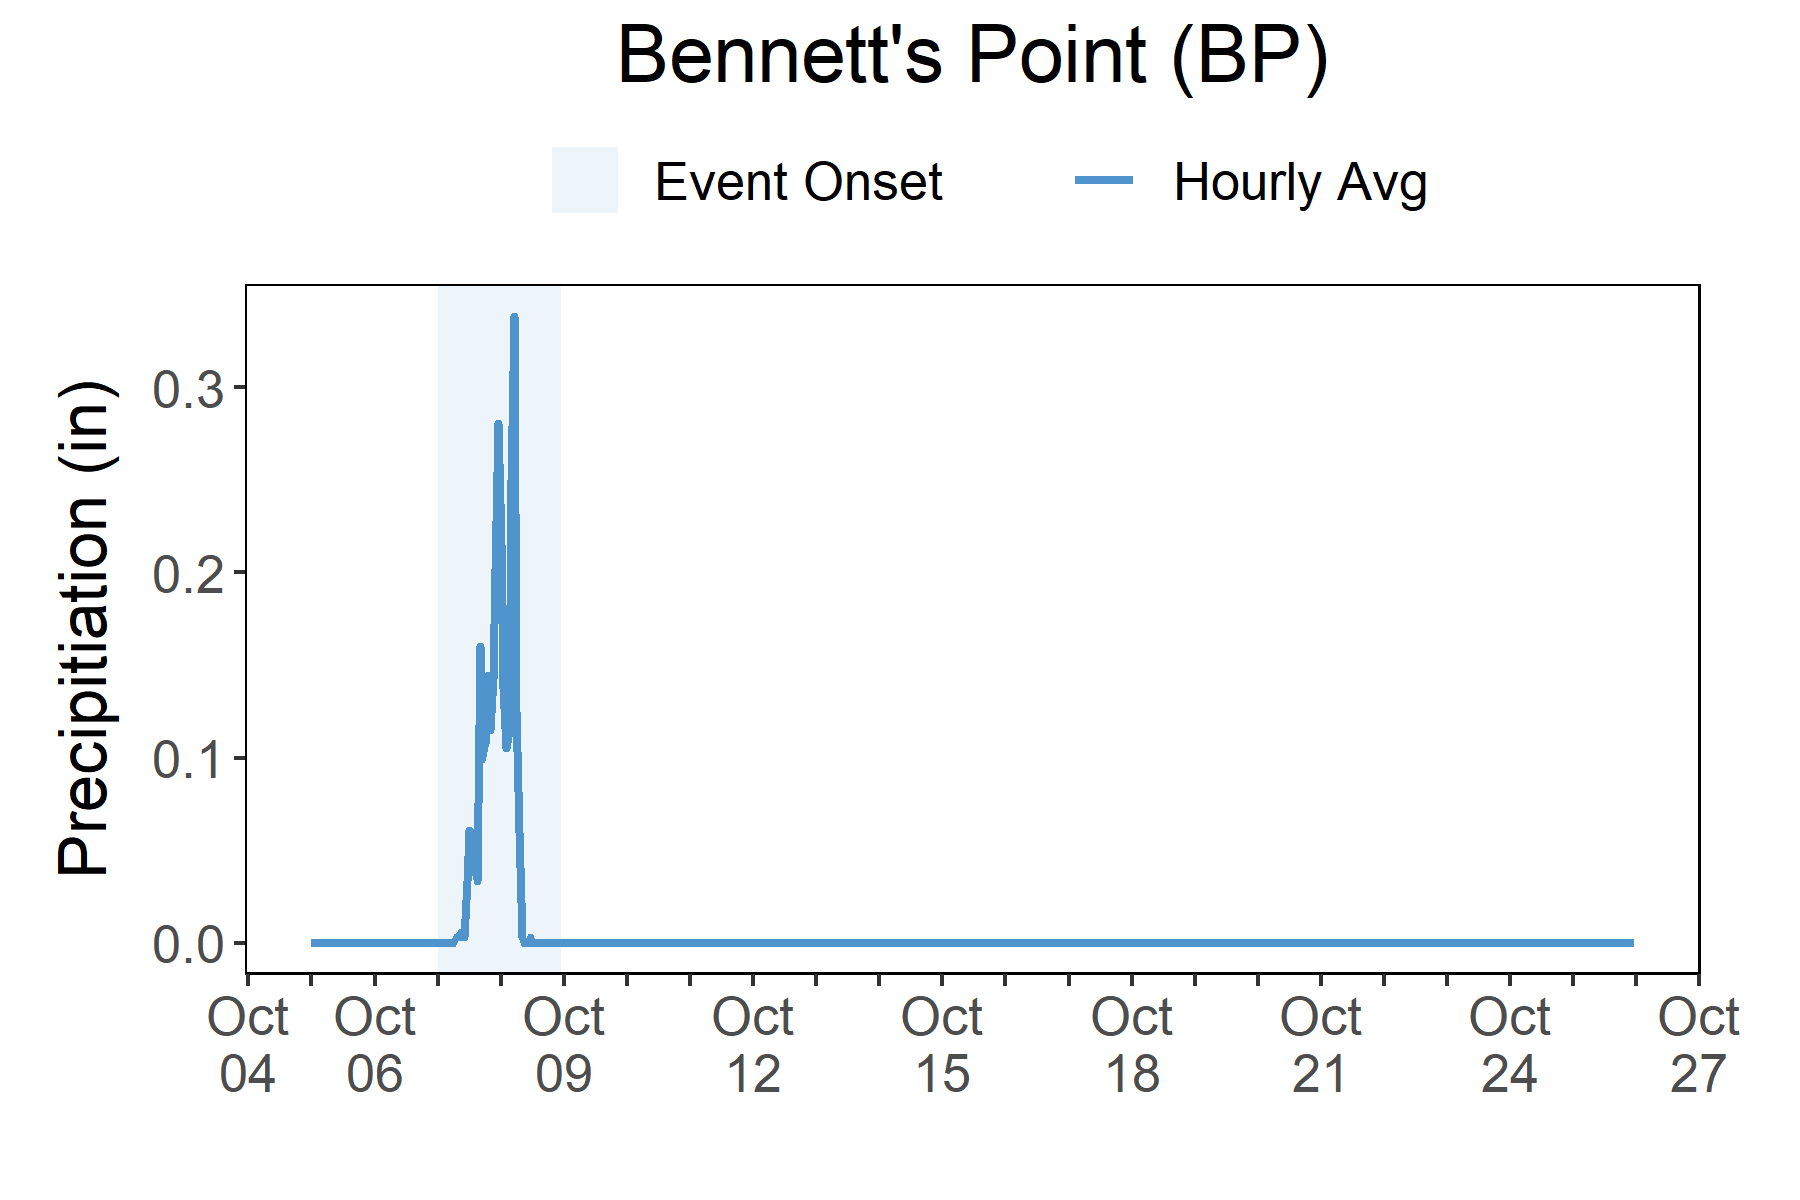 Bennett's Point (BP)
Event Onset
Hourly Avg
Precipitiation (in)
0.3
0.2
0.1
0.0
Oct 04
Oct 06
Oct 09
Oct 12
Oct 15
Oct 18
Oct 21
Oct 24
Oct 27